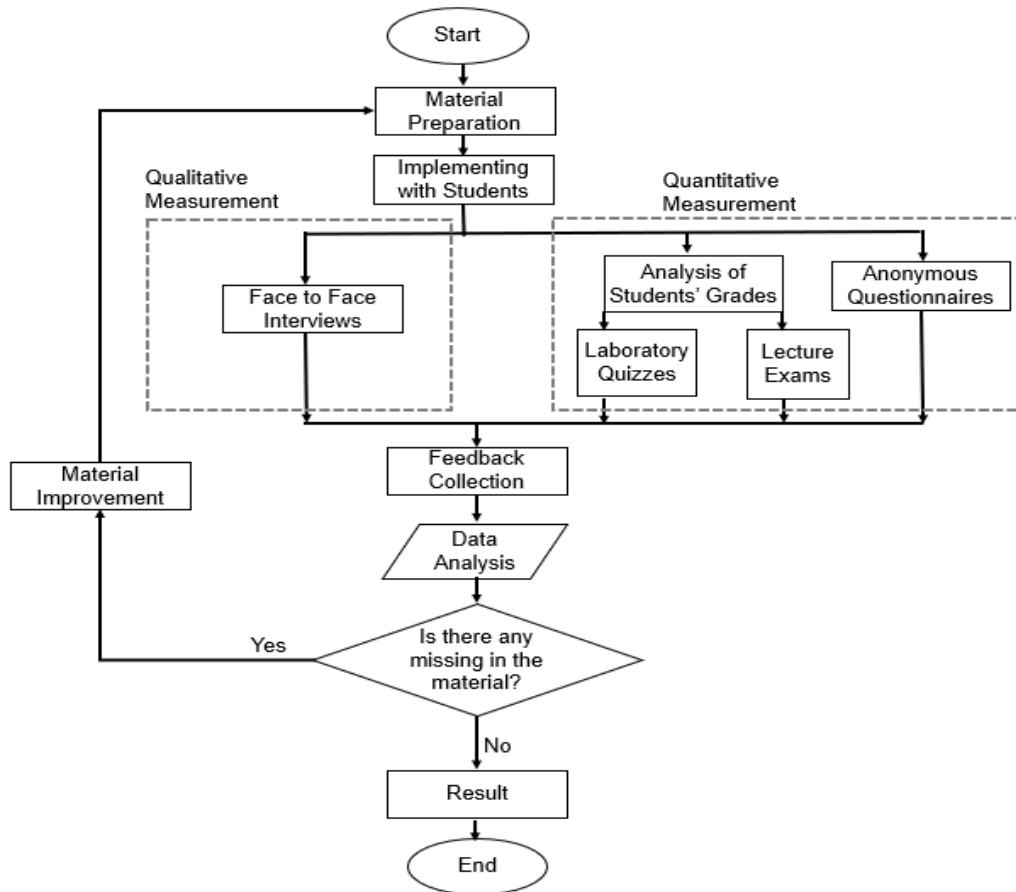 Start
Material
Preparation
Implementing
with Students
Qualitative
Measurement
Quantitative
Measurement
Face to Face
Interviews
Analysis of
Students' Grades
Anonymous
Questionnaires
Laboratory
Quizzes
Lecture
Exams
Feedback
Collection
Material
Improvement
Data
Analysis
Yes
Is there any
missing in the
material?
No
Result
End